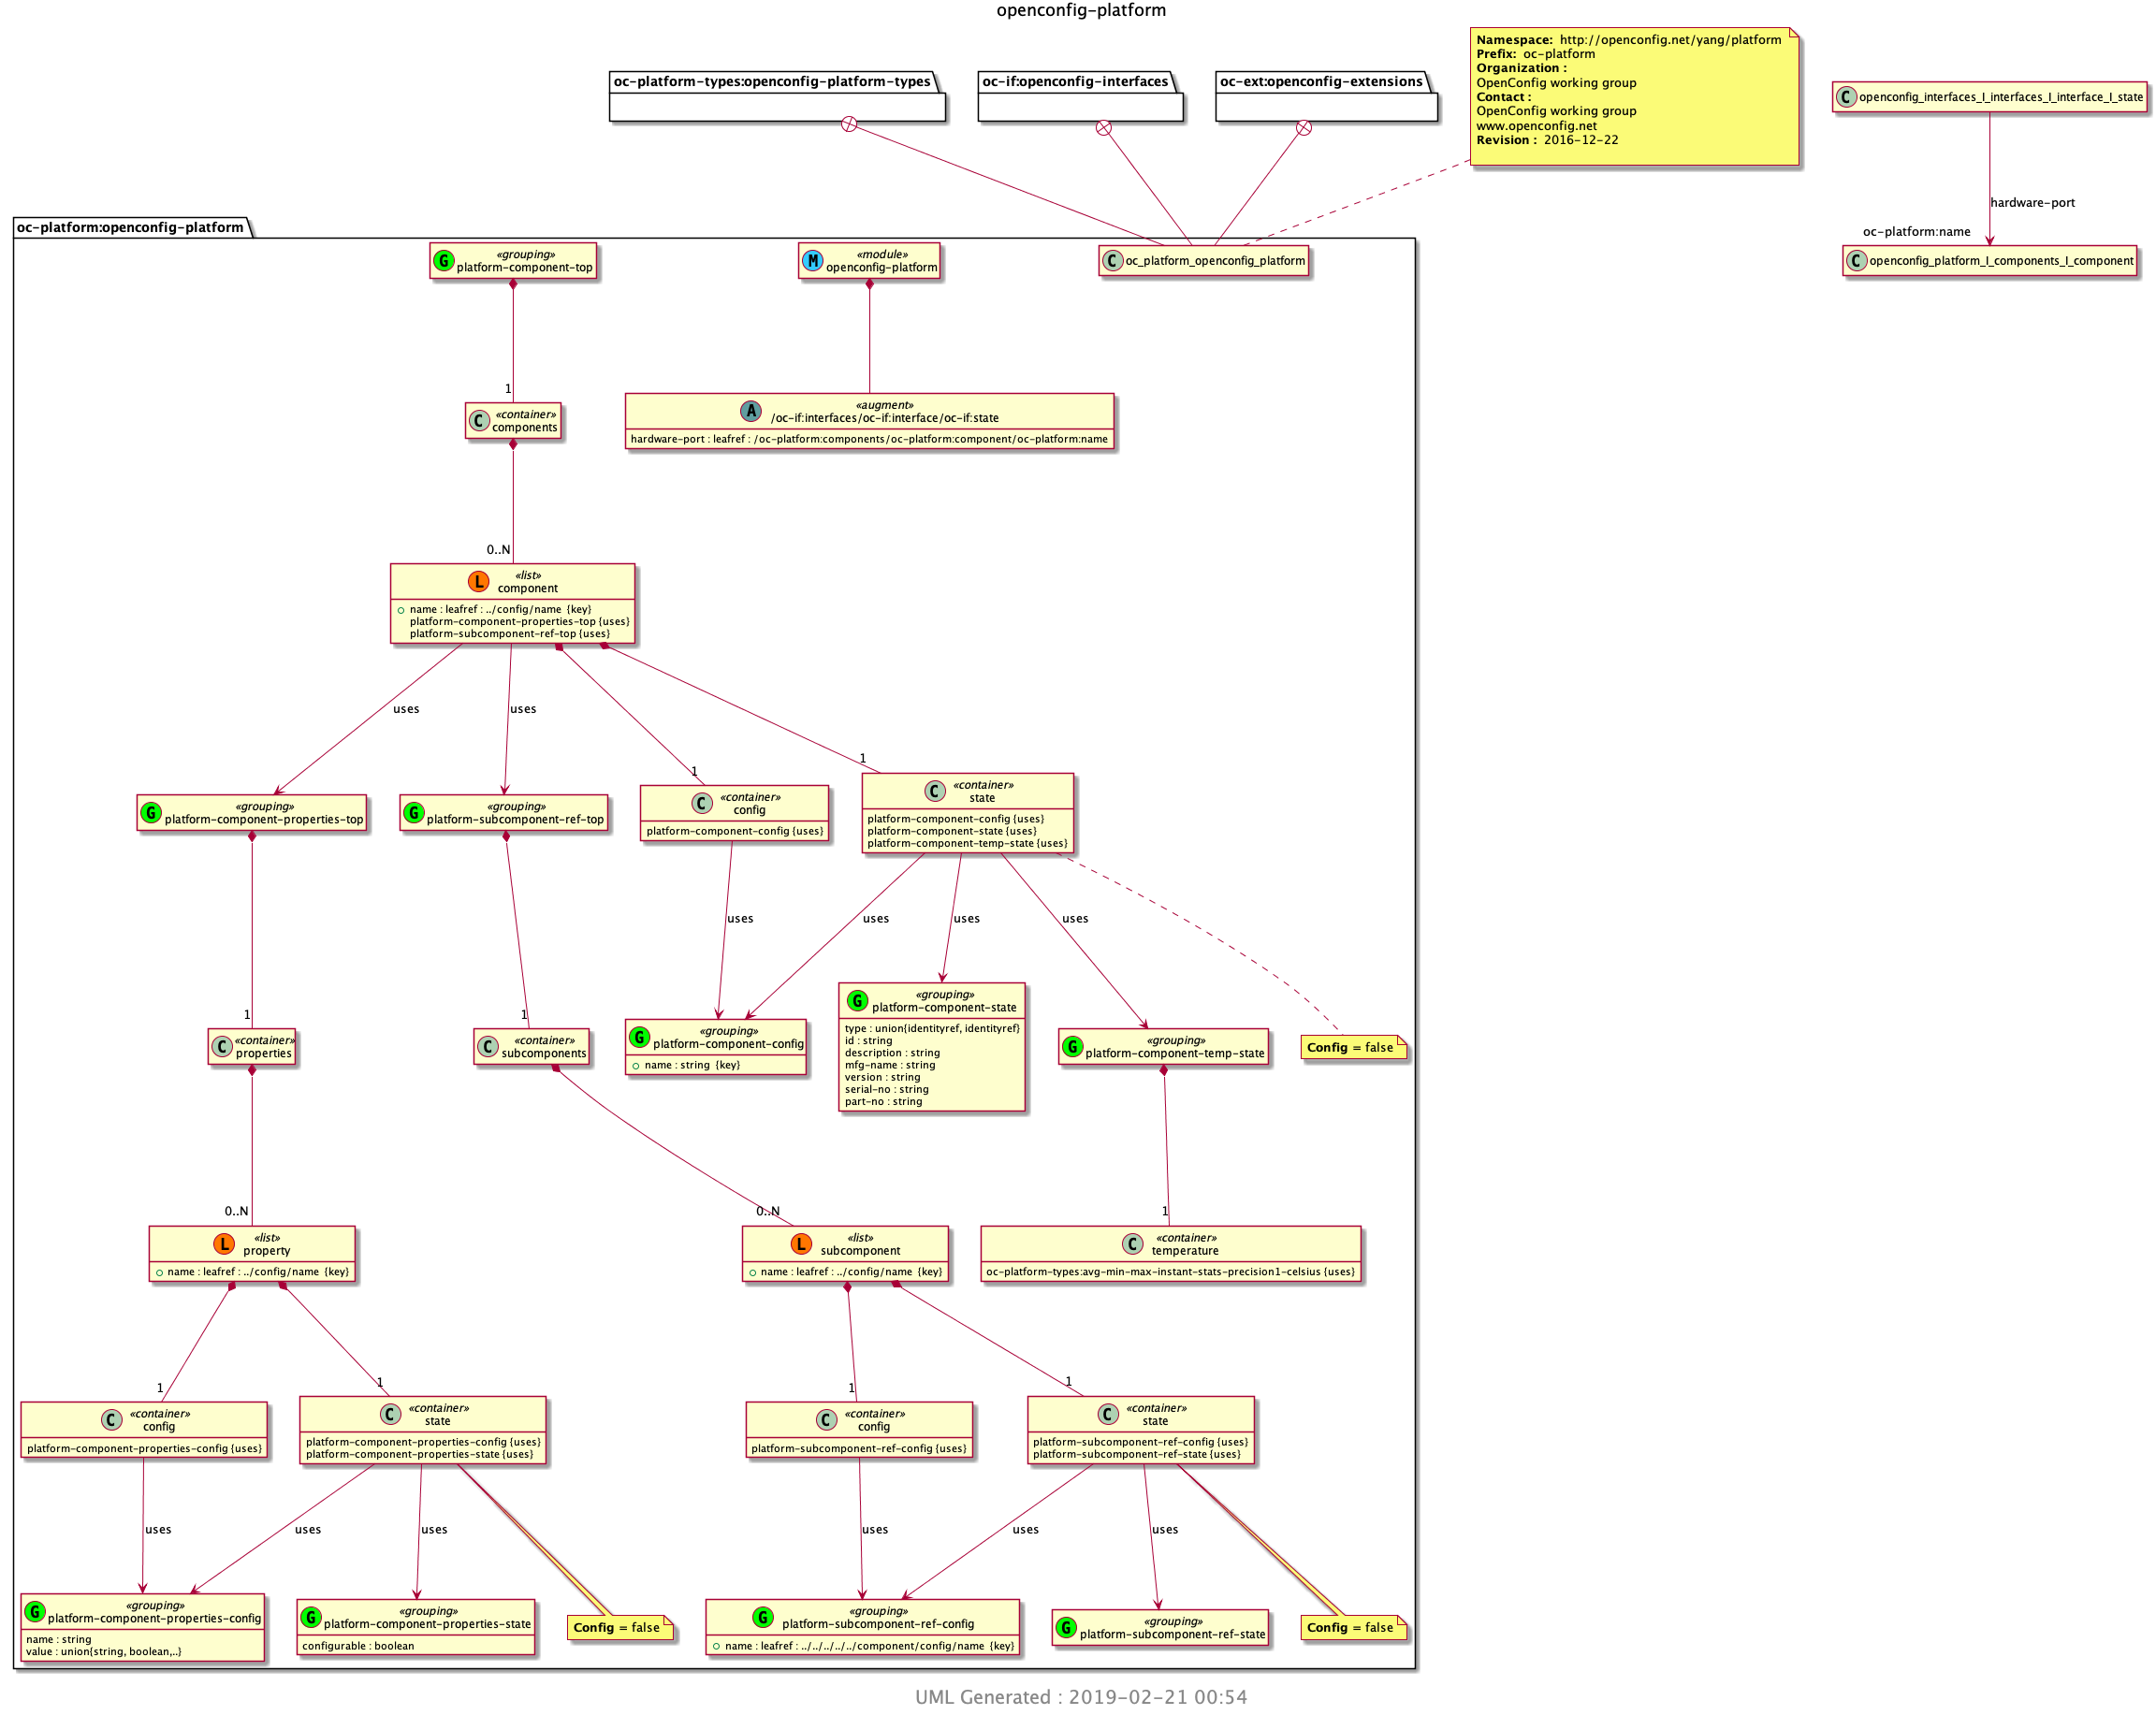 openconfig-platform
oc-platform-types:openconfig-platform-types
oc-if:openconfig-interfaces
oc-ext:openconfig-extensions
Namespace: http://openconfig.net/yang/platform
Prefix: oc-platform
Organization :
OpenConfig working group
Contact :
OpenConfig working group
www.openconfig.net
Revision : 2016-12-22
C openconfig_interfaces_I_interfaces_I_interface_I_state
hardware-port
oc-platform:name
C openconfig_platform_I_components_I_component
oc-platform:openconfig-platform
G «grouping»
platform-component-top
M «module»
openconfig-platform
C oc_platform_openconfig_platform
1
C «container»
components
A «augment»
/oc-if:interfaces/oc-if:interface/oc-if:state
hardware-port : leafref : /oc-platform:components/oc-platform:component/oc-platform:name
0..N
L «list»
component
name : leafref : ../config/name {key}
platform-component-properties-top {uses}
platform-subcomponent-ref-top {uses}
uses
uses
1
1
G «grouping»
platform-component-properties-top
G «grouping»
platform-subcomponent-ref-top
C «container»
config
platform-component-config {uses}
C «container»
state
platform-component-config {uses}
platform-component-state {uses}
platform-component-temp-state {uses}
uses
uses
uses
uses
1
C «container»
properties
1
C «container»
subcomponents
G «grouping»
platform-component-config
name : string {key}
G «grouping»
platform-component-state
type : union{identityref, identityref}
id : string
description : string
mfg-name : string
version : string
serial-no : string
part-no : string
G «grouping»
platform-component-temp-state
Config = false
0..N
L «list»
property
name : leafref : ../config/name {key}
0..N
L «list»
subcomponent
name : leafref : ../config/name {key}
1
C «container»
temperature
oc-platform-types:avg-min-max-instant-stats-precision1-celsius {uses}
1
C «container»
config
platform-component-properties-config {uses}
1
C «container»
state
platform-component-properties-config {uses}
platform-component-properties-state {uses}
1
C «container»
config
platform-subcomponent-ref-config {uses}
1
C «container»
state
platform-subcomponent-ref-config {uses}
platform-subcomponent-ref-state {uses}
uses
uses
uses
uses
uses
uses
G «grouping»
platform-component-properties-config
name : string
value : union{string, boolean,..}
G «grouping»
platform-component-properties-state
configurable : boolean
Config = false
G «grouping»
platform-subcomponent-ref-config
name : leafref : ../../../../../component/config/name {key}
G «grouping»
platform-subcomponent-ref-state
Config = false
UML Generated : 2019-02-21 00:54